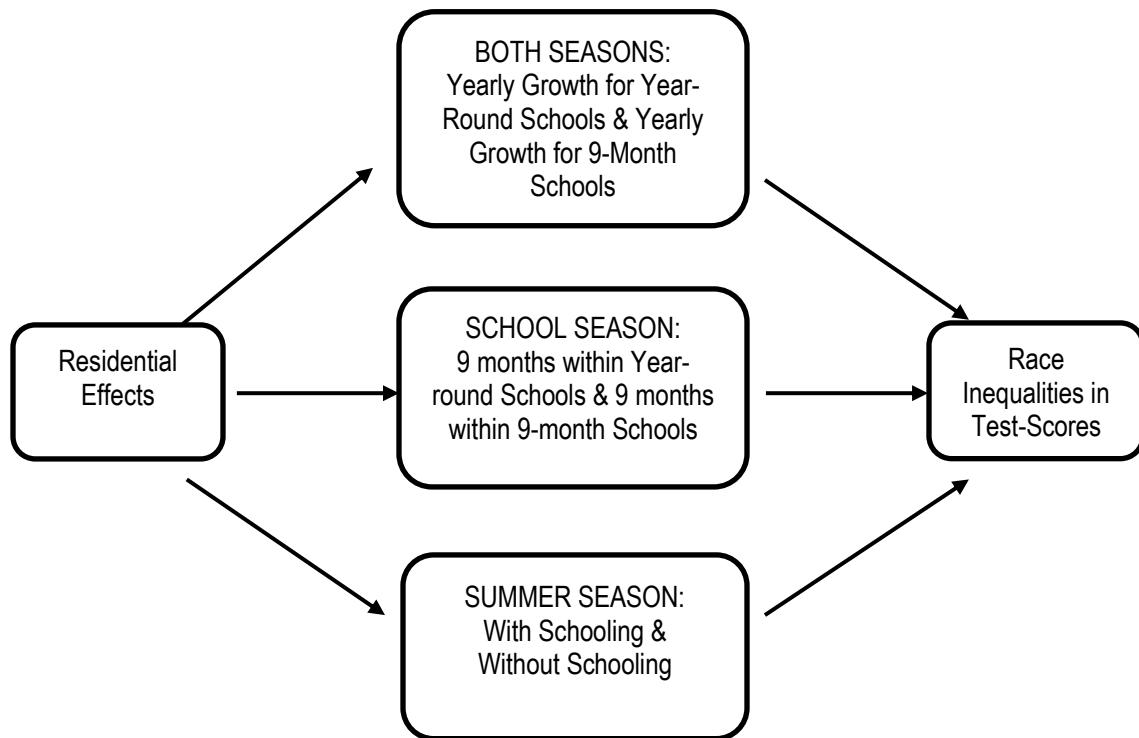 BOTH SEASONS:
Yearly Growth for Year-
Round Schools & Yearly
Growth for 9-Month
Schools
Residential
Effects
SCHOOL SEASON:
9 months within Year-
round Schools & 9 months
within 9-month Schools
Race
Inequalities in
Test-Scores
SUMMER SEASON:
With Schooling &
Without Schooling